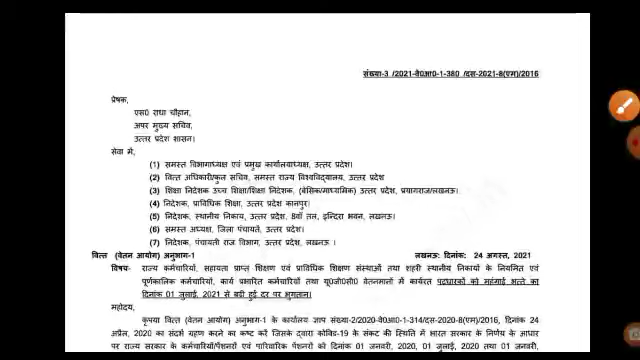 संख्या-3 /2021-वे0आ0-1-380 /दस-2021-8(एम)/2016
प्रेषक,
एस0 राधा चौहान,
अपर मुख्य सचिव,
उत्तर प्रदेश शासन।
सेवा में,
(1) समस्त विभागाध्यक्ष एवं प्रमुख कार्यालयाध्यक्ष, उत्तर प्रदेश।
(2) वित्त अधिकारी/कुल सचिव, समस्त राज्य विश्वविद्यालय, उत्तर प्रदेश
(3) शिक्षा निदेशक उच्च शिक्षा/शिक्षा निदेशक, (बेसिक/माध्यमिक) उत्तर प्रदेश, प्रयागराज/लखनऊ।
(4) निदेशक, प्राविधिक शिक्षा, उत्तर प्रदेश कानपुर।
(5) निदेशक, स्थानीय निकाय, उत्तर प्रदेश, 8वाँ तल, इन्दिरा भवन, लखनऊ।
(6) समस्त अध्यक्ष, जिला पंचायते, उत्तर प्रदेश।
(7) निदेशक, पंचायती राज विभाग, उत्तर प्रदेश, लखनऊ ।
वित्त (वेतन आयोग) अनुभाग-1 लखनऊः दिनांकः 24 अगस्त, 2021
विषयः- राज्य कर्मचारियों, सहायता प्राप्त शिक्षण एवं प्राविधिक शिक्षण संस्थाओं तथा शहरी स्थानीय निकायों के नियमित एवं
पूर्णकालिक कर्मचारियों, कार्य प्रभारित कर्मचारियों तथा यू0जी0सी0 वेतनमानों में कार्यरत पदधारकों को महंगाई भत्ते का
दिनांक 01 जुलाई, 2021 से बढ़ी हुई दर पर भुगतान।
महोदय,
कृपया वित्त (वेतन आयोग) अनुभाग-1 के कार्यालय ज्ञाप संख्या-2/2020-वे0आ0-1-314/दस-2020-8(एम)/2016, दिनांक 24
अप्रैल, 2020 का संदर्भ ग्रहण करने का कष्ट करें जिसके द्वारा कोविड-19 के संकट की स्थिति में भारत सरकार के निर्णय के आधार
पर राज्य सरकार के कर्मचारियों/पेंशनरों एवं पारिवारिक पेंशनरों को दिनांक 01 जनवरी, 2020, 01 जुलाई, 2020 तथा 01 जनवरी,